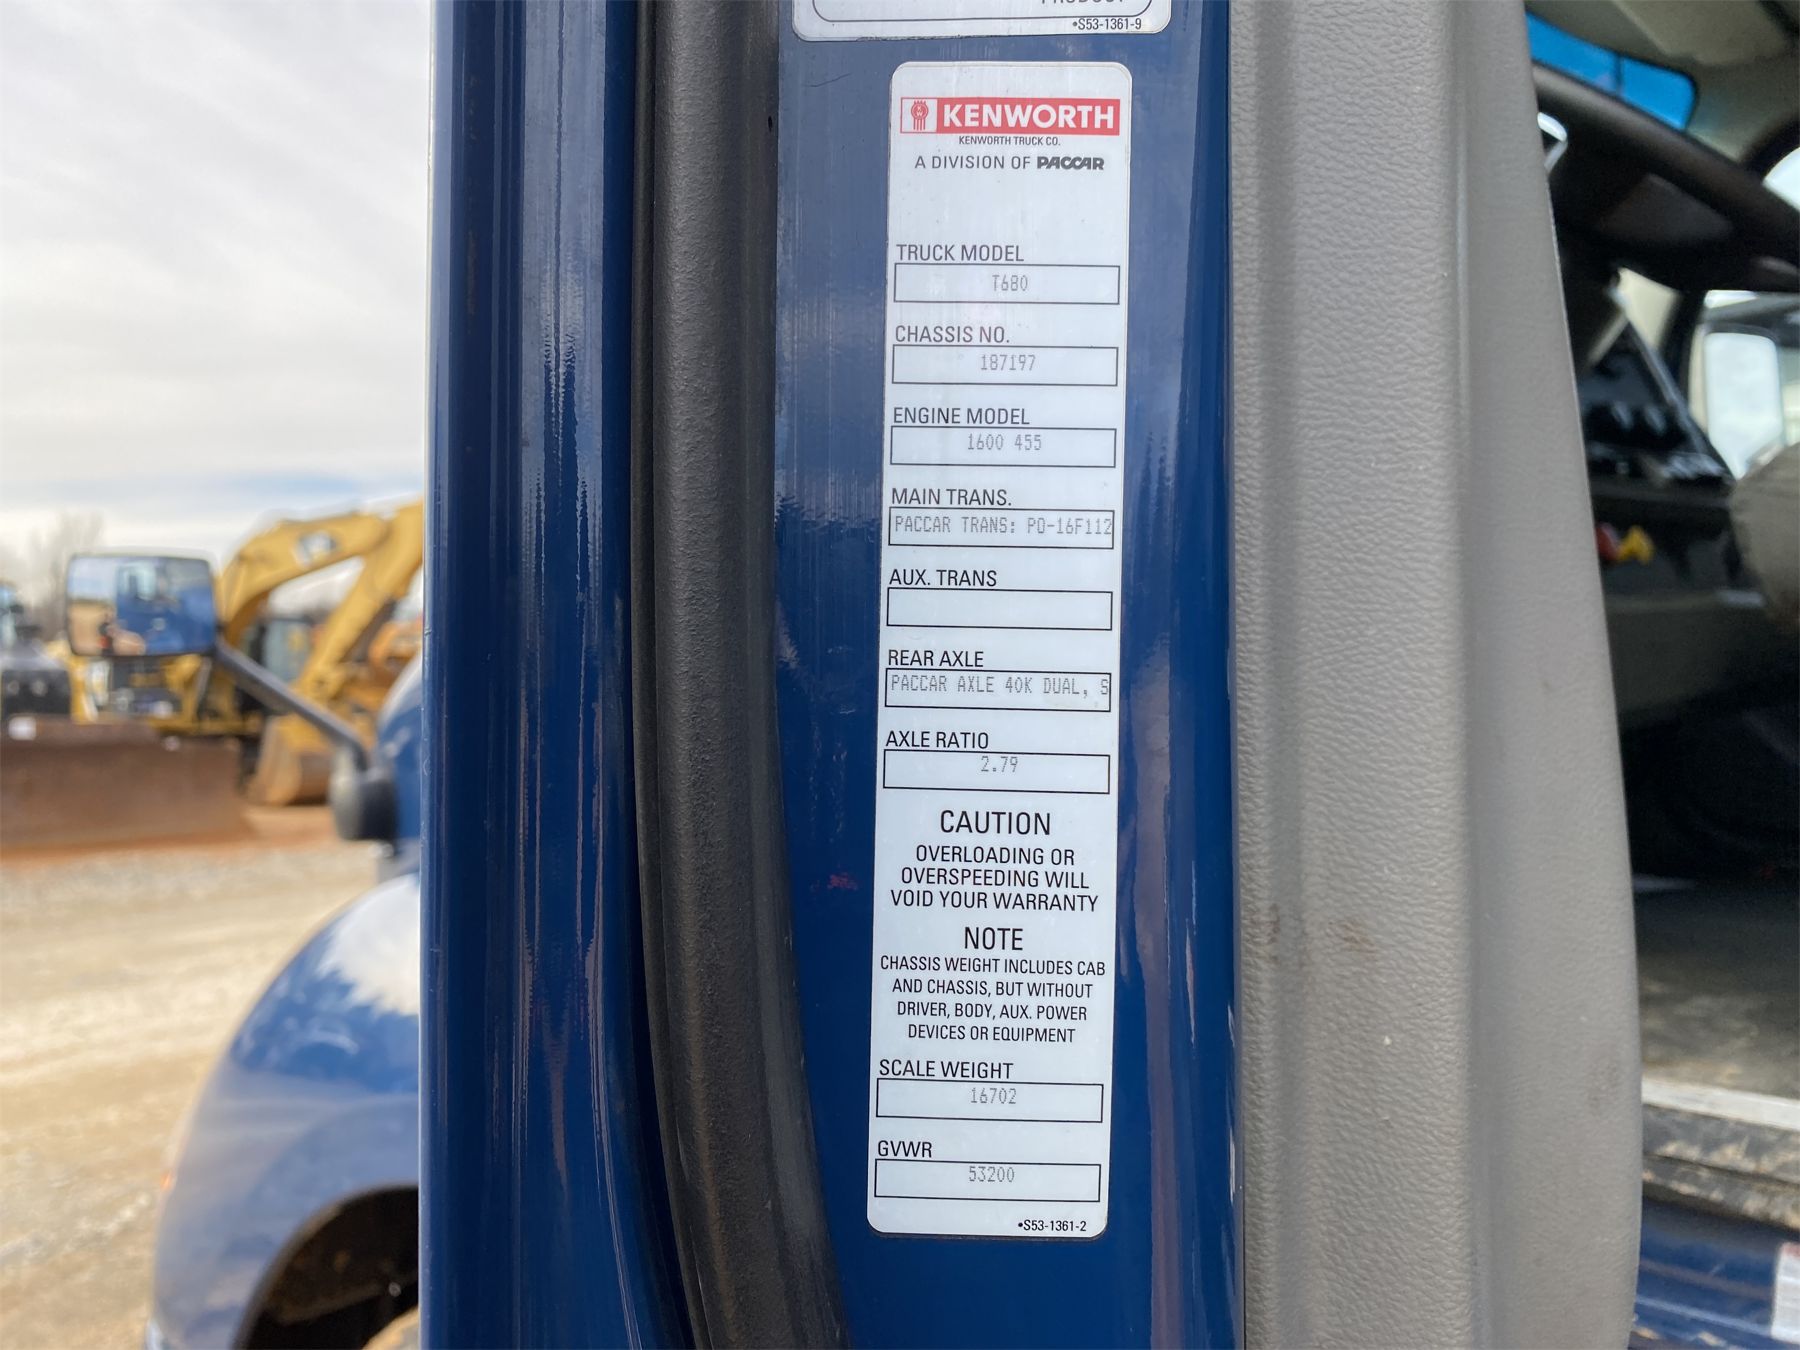 PRODUCT
•S53-1361-9
KENWORTH
KENWORTH TRUCK CO.
A DIVISION OF PACCAR
TRUCK MODEL
T680
CHASSIS NO.
187197
ENGINE MODEL
1600 455
MAIN TRANS.
PACCAR TRANS: PO-16F112
AUX. TRANS
REAR AXLE
PACCAR AXLE 40K DUAL, S
AXLE RATIO
2.79
CAUTION
OVERLOADING OR
OVERSPEEDING WILL
VOID YOUR WARRANTY
NOTE
CHASSIS WEIGHT INCLUDES CAB
AND CHASSIS, BUT WITHOUT
DRIVER, BODY, AUX. POWER
DEVICES OR EQUIPMENT
SCALE WEIGHT
16702
GVWR
53200
•S53-1361-2